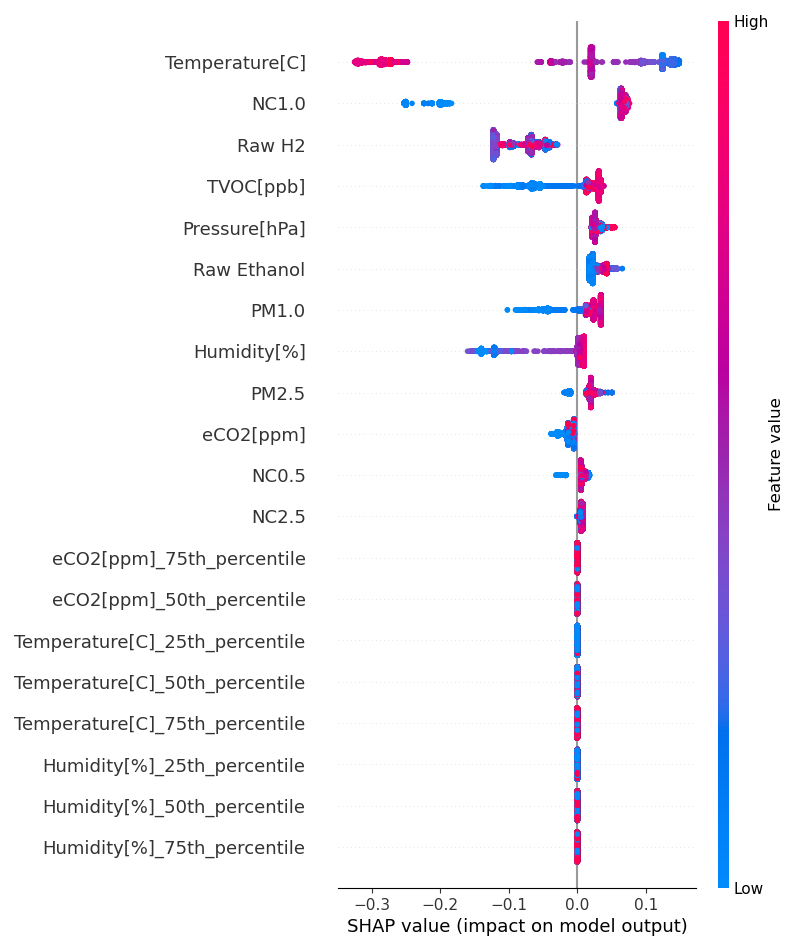 High
Temperature[C]
NC1.0
Raw H2
TVOC[ppb]
Pressure[hPa]
Raw Ethanol
PM1.0
Humidity[%]
PM2.5
eCO2[ppm]
NC0.5
NC2.5
eCO2[ppm]_75th_percentile
eCO2[ppm]_50th_percentile
Temperature[C]_25th_percentile
Temperature[C]_50th_percentile
Temperature[C]_75th_percentile
Humidity[%]_25th_percentile
Humidity[%]_50th_percentile
Humidity[%]_75th_percentile
Feature value
Low
−0.3 −0.2 −0.1 0.0 0.1
SHAP value (impact on model output)